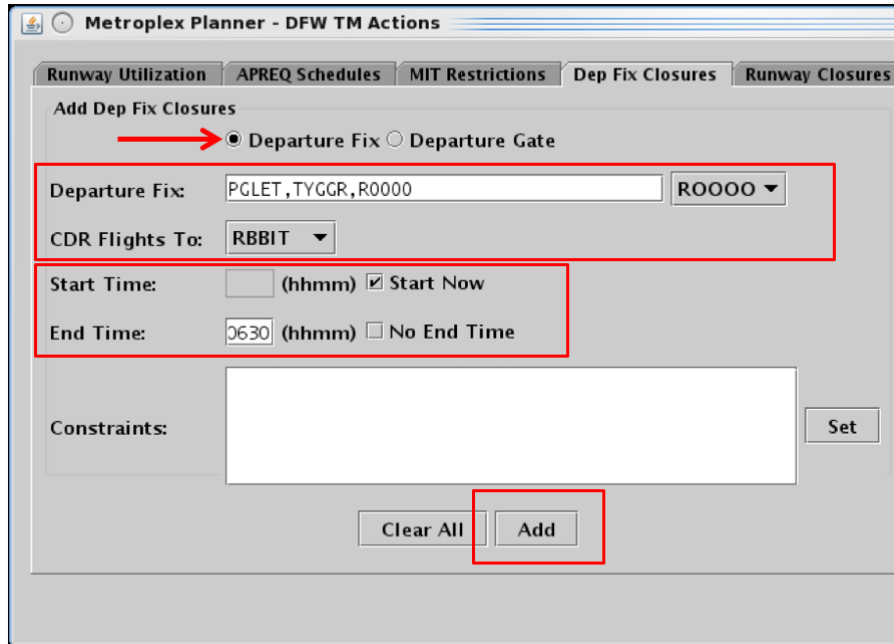 Metroplex Planner - DFW TM Actions
Runway Utilization APREQ Schedules MIT Restrictions Dep Fix Closures Runway Closures
Add Dep Fix Closures
Departure Fix Departure Gate
Departure Fix: PGLET,TYGGR,ROOOO ROOOO
CDR Flights To: RBBIT
Start Time: (hhmm) Start Now
End Time: 0630 (hhmm) No End Time
Constraints: Set
Clear All Add